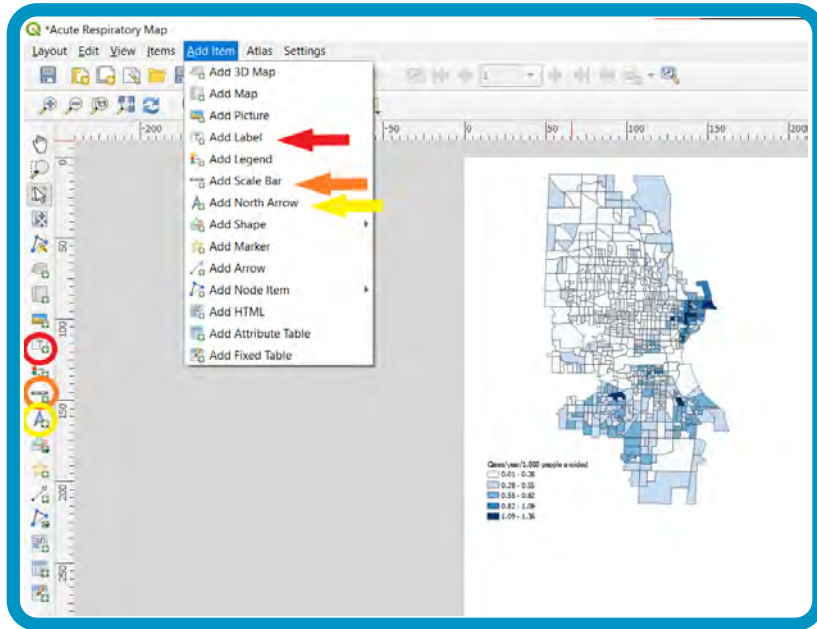 *Acute Respiratory Map
Layout Edit View Items Add Item Atlas Settings
Add 3D Map
Add Map
Add Picture
Add Label
Add Legend
Add Scale Bar
Add North Arrow
Add Shape
Add Marker
Add Arrow
Add Node Item
Add HTML
Add Attribute Table
Add Fixed Table
1
-200 -50 0 50 100 150 200
0
50
100
150
200
250
Cases/year/1,000 people avoided
0.01 - 0.28
0.28 - 0.55
0.55 - 0.82
0.82 - 1.09
1.09 - 1.36